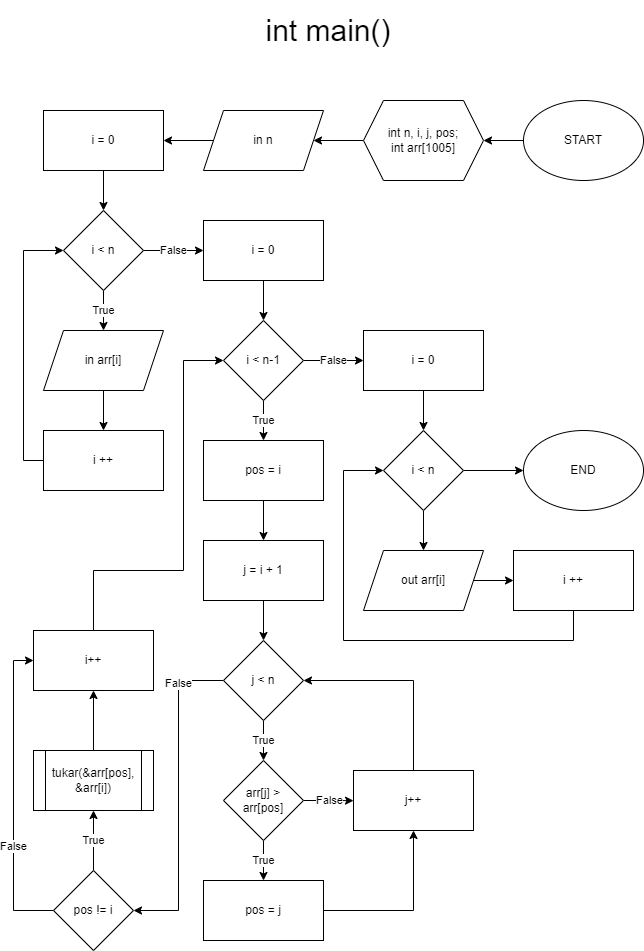 int main()
START
int n, i, j, pos;
int arr[1005]
in n
i = 0
i < n
False
True
in arr[i]
i ++
i = 0
i < n-1
False
True
pos = i
j = i + 1
j < n
False
True
arr[j] >
arr[pos]
False
True
pos = j
j++
pos != i
False
True
tukar(&arr[pos],
&arr[i])
i++
i = 0
i < n
END
out arr[i]
i ++